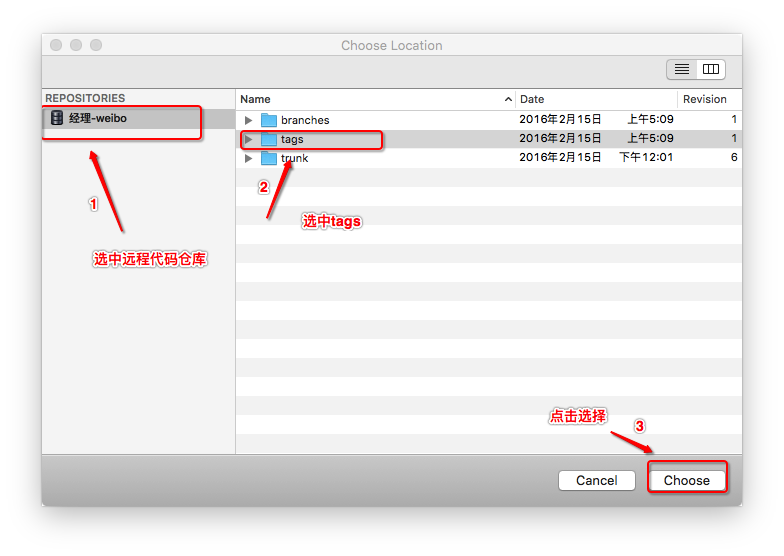 Choose Location
REPOSITORIES
经理-weibo
Name Date Revision
branches 2016年2月15日 上午5:09 1
tags 2016年2月15日 上午5:09 1
trunk 2016年2月15日 下午12:01 6
1
选中远程代码仓库
2
选中tags
点击选择 3
Cancel Choose